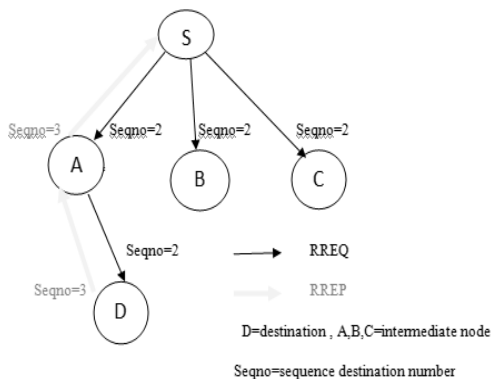 S
Seqno=3
Seqno=2
Seqno=2
Seqno=2
A
B
C
Seqno=2
RREQ
Seqno=3
RREP
D
D=destination , A,B,C=intermediate node
Seqno=sequence destination number